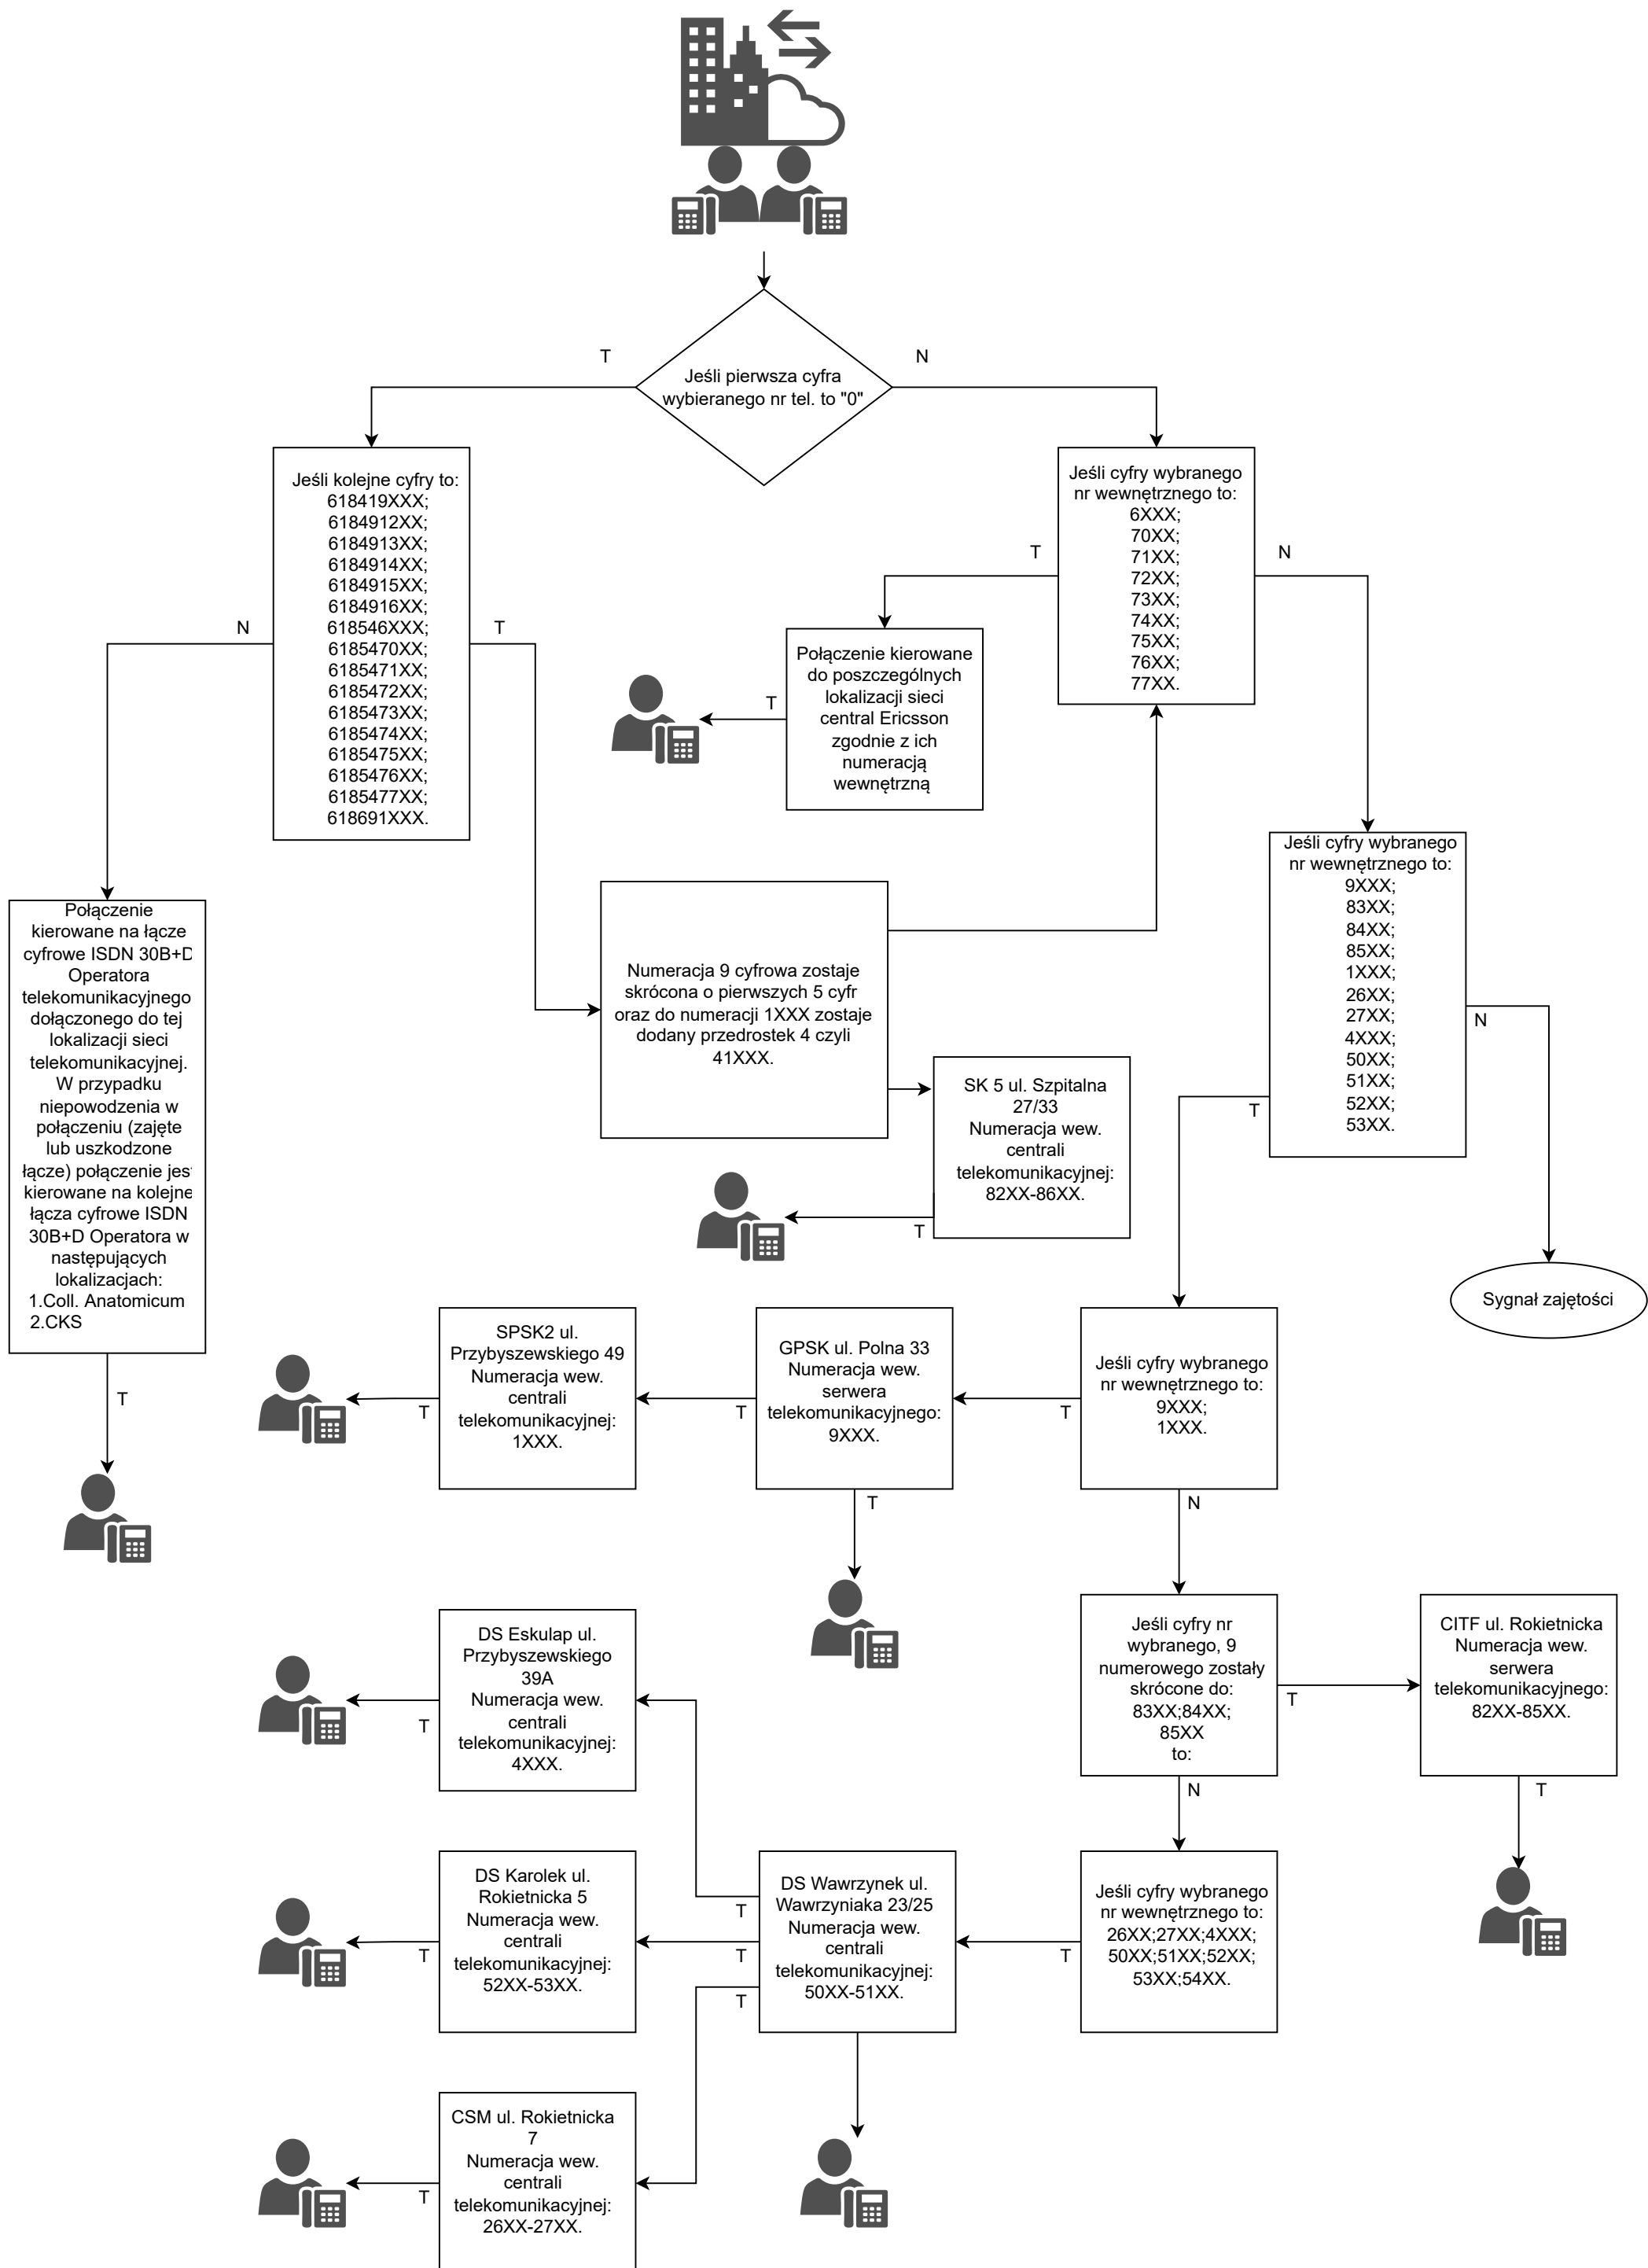 T
N
Jeśli pierwsza cyfra
wybieranego nr tel. to "0"
Jeśli kolejne cyfry to:
618419XXX;
6184912XX;
6184913XX;
6184914XX;
6184915XX;
6184916XX;
618546XXX;
6185470XX;
6185471XX;
6185472XX;
6185473XX;
6185474XX;
6185475XX;
6185476XX;
6185477XX;
618691XXX.
N
T
Jeśli cyfry wybranego
nr wewnętrznego to:
6XXX;
70XX;
71XX;
72XX;
73XX;
74XX;
75XX;
76XX;
77XX.
T
N
Połączenie kierowane
do poszczególnych
lokalizacji sieci
central Ericsson
zgodnie z ich
numeracją
wewnętrzną
T
Jeśli cyfry wybranego
nr wewnętrznego to:
9XXX;
83XX;
84XX;
85XX;
1XXX;
26XX;
27XX;
4XXX;
50XX;
51XX;
52XX;
53XX.
N
T
Połączenie
kierowane na łącze
cyfrowe ISDN 30B+D
Operatora
telekomunikacyjnego
dołączonego do tej
lokalizacji sieci
telekomunikacyjnej.
W przypadku
niepowodzenia w
połączeniu (zajęte
lub uszkodzone
łącze) połączenie jest
kierowane na kolejne
łącza cyfrowe ISDN
30B+D Operatora w
następujących
lokalizacjach:
1.Coll. Anatomicum
2.CKS
T
Numeracja 9 cyfrowa zostaje
skrócona o pierwszych 5 cyfr
oraz do numeracji 1XXX zostaje
dodany przedrostek 4 czyli
41XXX.
SK 5 ul. Szpitalna
27/33
Numeracja wew.
centrali
telekomunikacyjnej:
82XX-86XX.
T
Sygnał zajętości
SPSK2 ul.
Przybyszewskiego 49
Numeracja wew.
centrali
telekomunikacyjnej:
1XXX.
T
GPSK ul. Polna 33
Numeracja wew.
serwera
telekomunikacyjnego:
9XXX.
T
T
Jeśli cyfry wybranego
nr wewnętrznego to:
9XXX;
1XXX.
T
N
DS Eskulap ul.
Przybyszewskiego
39A
Numeracja wew.
centrali
telekomunikacyjnej:
4XXX.
T
Jeśli cyfry nr
wybranego, 9
numerowego zostały
skrócone do:
83XX;84XX;
85XX
to:
T
N
CITF ul. Rokietnicka
Numeracja wew.
serwera
telekomunikacyjnego:
82XX-85XX.
T
DS Karolek ul.
Rokietnicka 5
Numeracja wew.
centrali
telekomunikacyjnej:
52XX-53XX.
T
DS Wawrzynek ul.
Wawrzyniaka 23/25
Numeracja wew.
centrali
telekomunikacyjnej:
50XX-51XX.
T
T
T
Jeśli cyfry wybranego
nr wewnętrznego to:
26XX;27XX;4XXX;
50XX;51XX;52XX;
53XX;54XX.
T
CSM ul. Rokietnicka
7
Numeracja wew.
centrali
telekomunikacyjnej:
26XX-27XX.
T